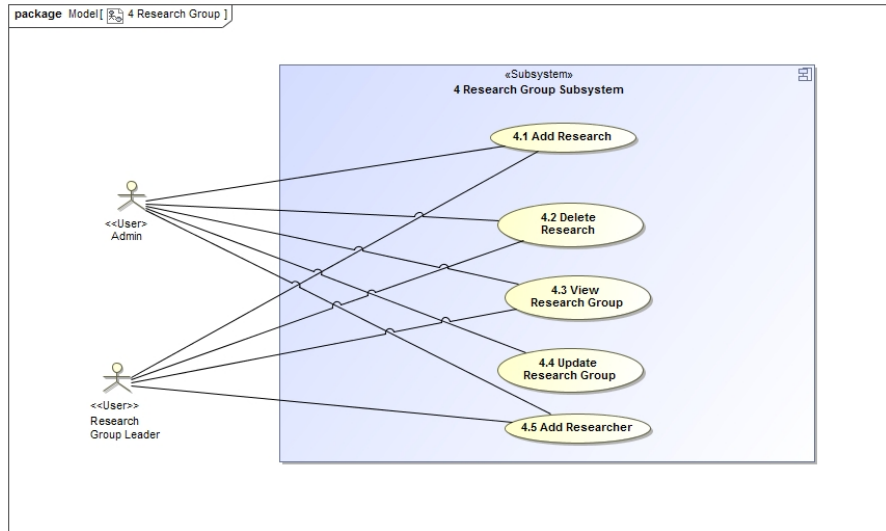 package Model[ 4 Research Group ]
«Subsystem»
4 Research Group Subsystem
4.1 Add Research
4.2 Delete
Research
4.3 View
Research Group
4.4 Update
Research Group
4.5 Add Researcher
<<User>
Admin
<<User>>
Research
Group Leader